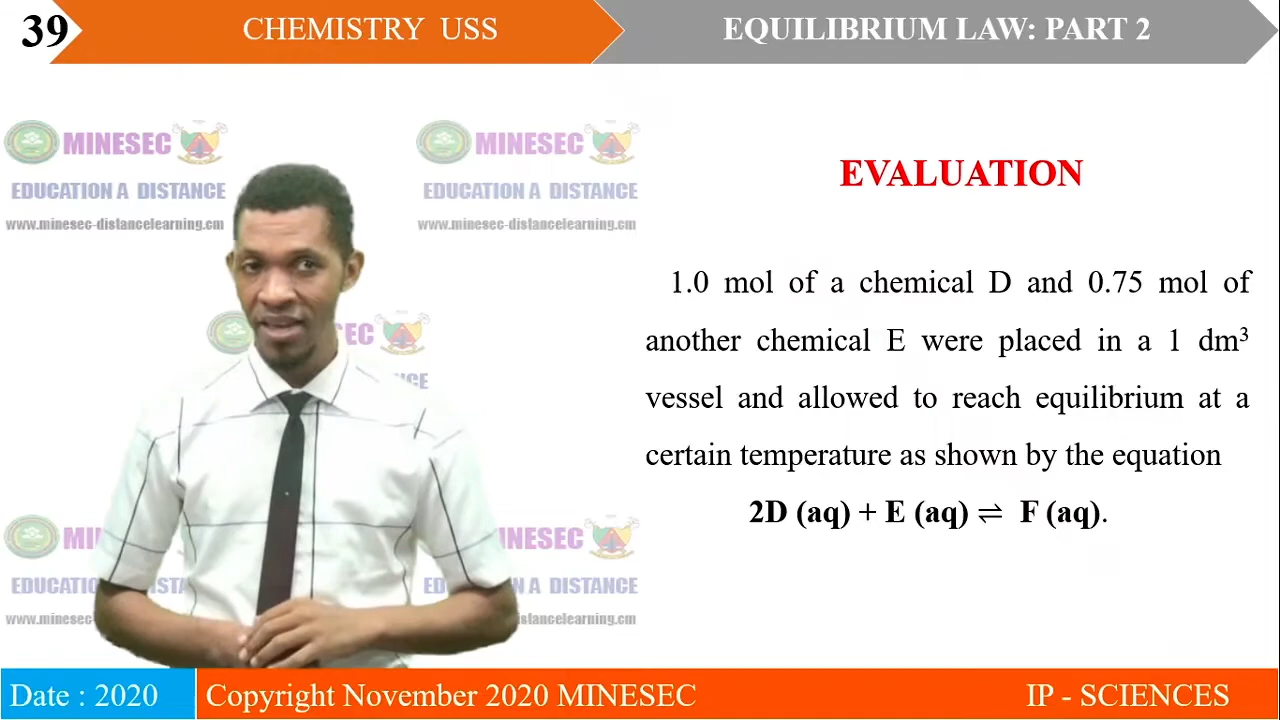 39
CHEMISTRY USS
EQUILIBRIUM LAW: PART 2
MINESEC
EDUCATION A DISTANCE
www.minesec-distancelearning.cm
MINESEC
EDUCATION A DISTANCE
www.minesec-distancelearning.cm
EVALUATION
1.0 mol of a chemical D and 0.75 mol of
another chemical E were placed in a 1 dm³
vessel and allowed to reach equilibrium at a
certain temperature as shown by the equation
2D (aq) + E (aq) ⇌ F (aq).
Date : 2020
Copyright November 2020 MINESEC
IP - SCIENCES